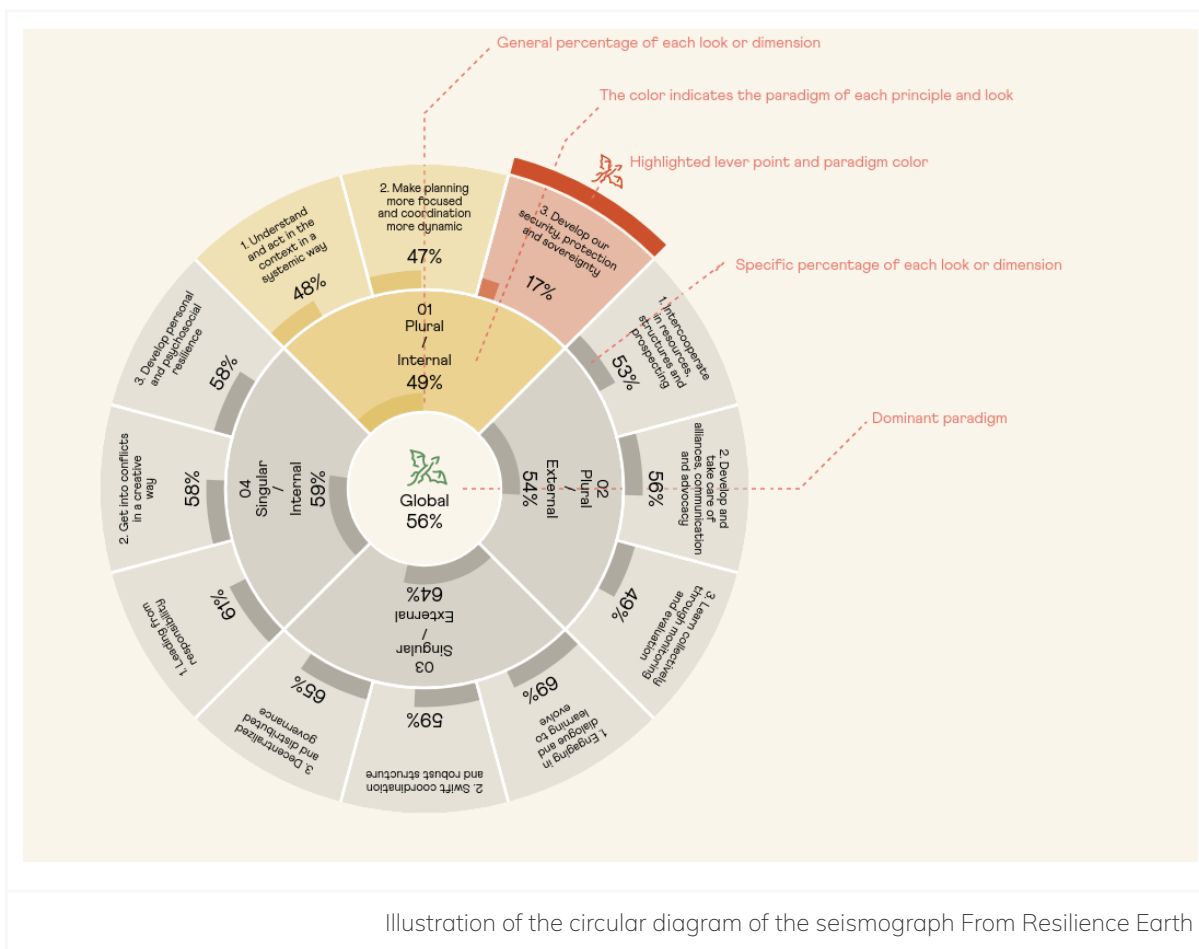 General percentage of each look or dimension
The color indicates the paradigm of each principle and look
Highlighted lever point and paradigm color
Specific percentage of each look or dimension
Dominant paradigm
Global
56%
01
Plural
/
Internal
49%
1. Understand
and act in the
context in a
systemic way
48%
2. Make planning
more focused
and coordination
more dynamic
47%
3. Develop our
security, protection
and sovereignty
17%
02
Plural
/
External
54%
1. Intercooperate
in resources,
structures and
prospecting
53%
2. Develop and
take care of
alliances, communication
and advocacy
56%
3. Learn collectively
through monitoring
and evaluation
49%
03
Singular
/
External
64%
1. Engaging in
dialogue and
learning to
evolve
69%
2. Swift coordination
and robust structure
59%
3. Decentralized
and distributed
governance
65%
04
Singular
/
Internal
59%
1. Leading from
responsibility
61%
2. Get into conflicts
in a creative
way
58%
3. Develop personal
and psychosocial
resilience
58%
Illustration of the circular diagram of the seismograph From Resilience Earth